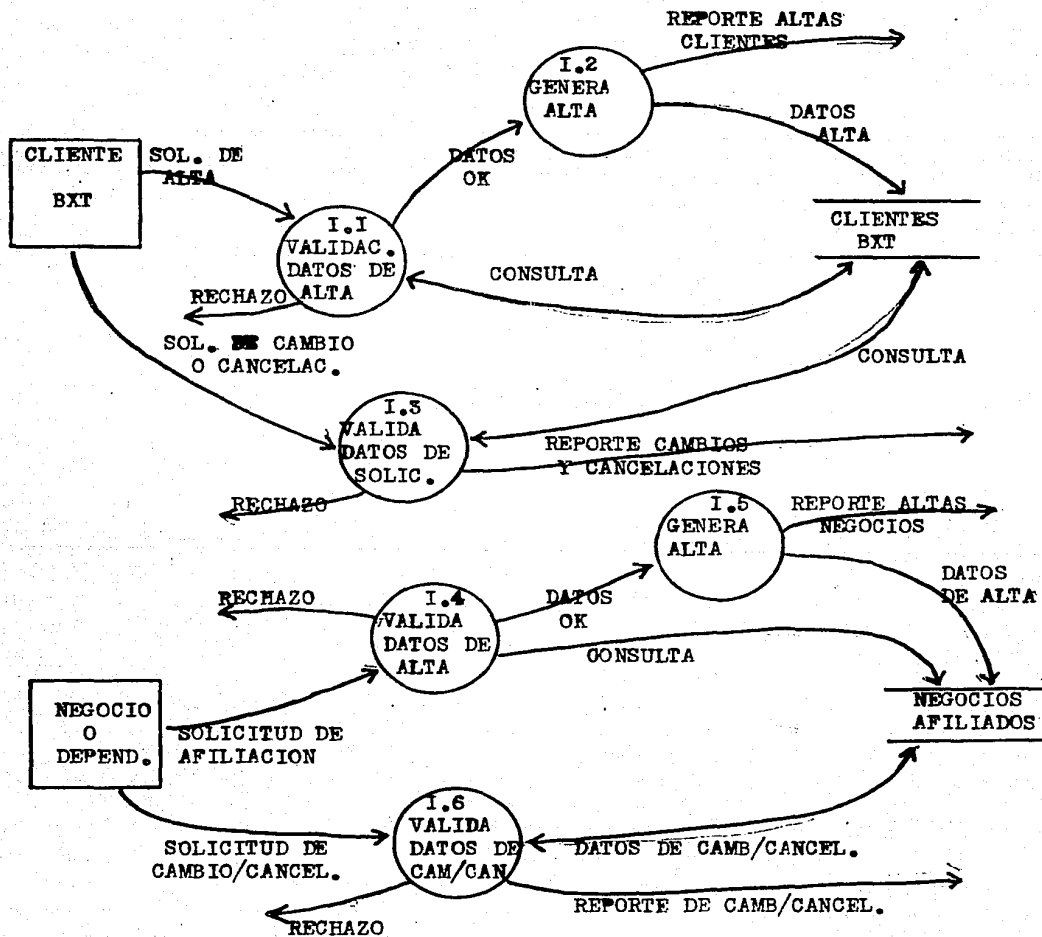 REPORTE ALTAS
CLIENTES
I.2
GENERA
ALTA
DATOS
ALTA
CLIENTE
BXT
SOL. DE
ALTA
DATOS
OK
CLIENTES
BXT
I.I
VALIDAC.
DATOS DE
ALTA
CONSULTA
RECHAZO
SOL. DE CAMBIO
O CANCELAC.
CONSULTA
I.3
VALIDA
DATOS DE
SOLIC.
REPORTE CAMBIOS
Y CANCELACIONES
RECHAZO
I.5
GENERA
ALTA
REPORTE ALTAS
NEGOCIOS
DATOS
DE ALTA
RECHAZO
I.4
VALIDA
DATOS DE
ALTA
DATOS
OK
CONSULTA
NEGOCIO
O
DEPEND.
SOLICITUD DE
AFILIACION
NEGOCIOS
AFILIADOS
I.6
VALIDA
DATOS DE
CAM/CAN
SOLICITUD DE
CAMBIO/CANCEL.
DATOS DE CAMB/CANCEL.
REPORTE DE CAMB/CANCEL.
RECHAZO